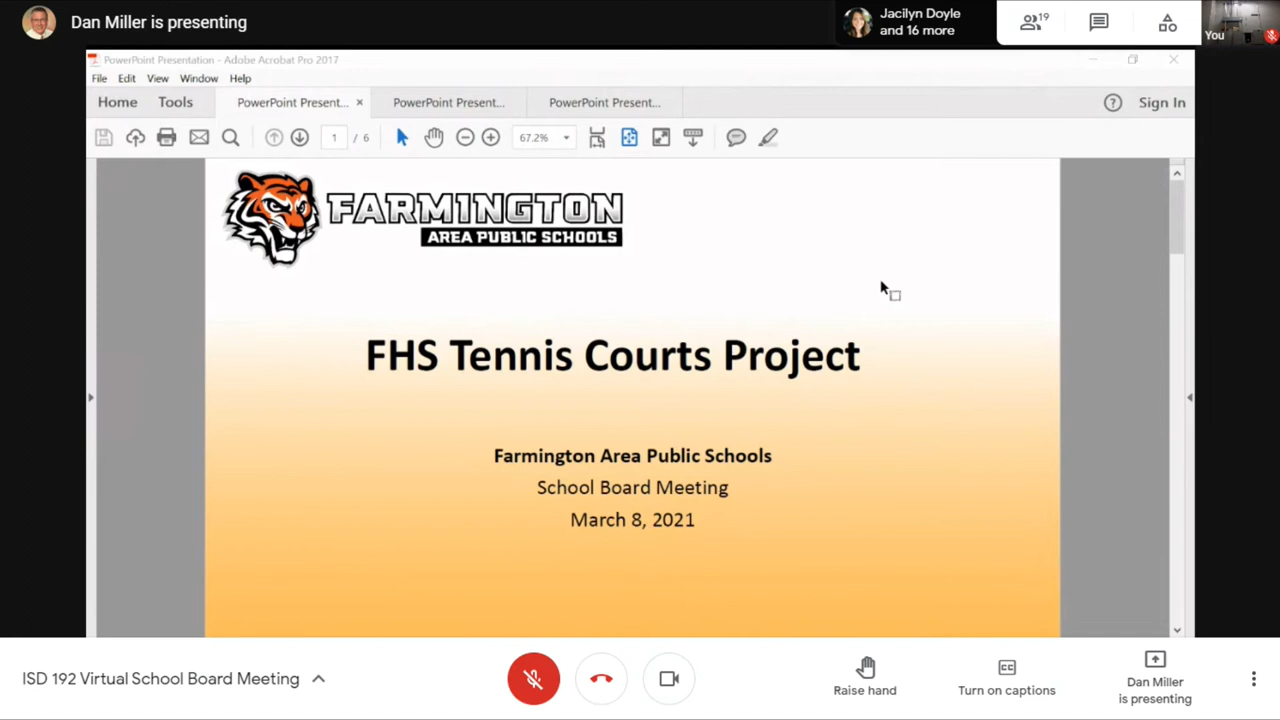 Dan Miller is presenting
Jacilyn Doyle
and 16 more
19
You
PowerPoint Presentation - Adobe Acrobat Pro 2017
File Edit View Window Help
Home Tools PowerPoint Present... × PowerPoint Present... PowerPoint Present... ? Sign In
1 / 6 67.2%
FARMINGTON
AREA PUBLIC SCHOOLS
FHS Tennis Courts Project
Farmington Area Public Schools
School Board Meeting
March 8, 2021
ISD 192 Virtual School Board Meeting
Raise hand
CC
Turn on captions
Dan Miller
is presenting